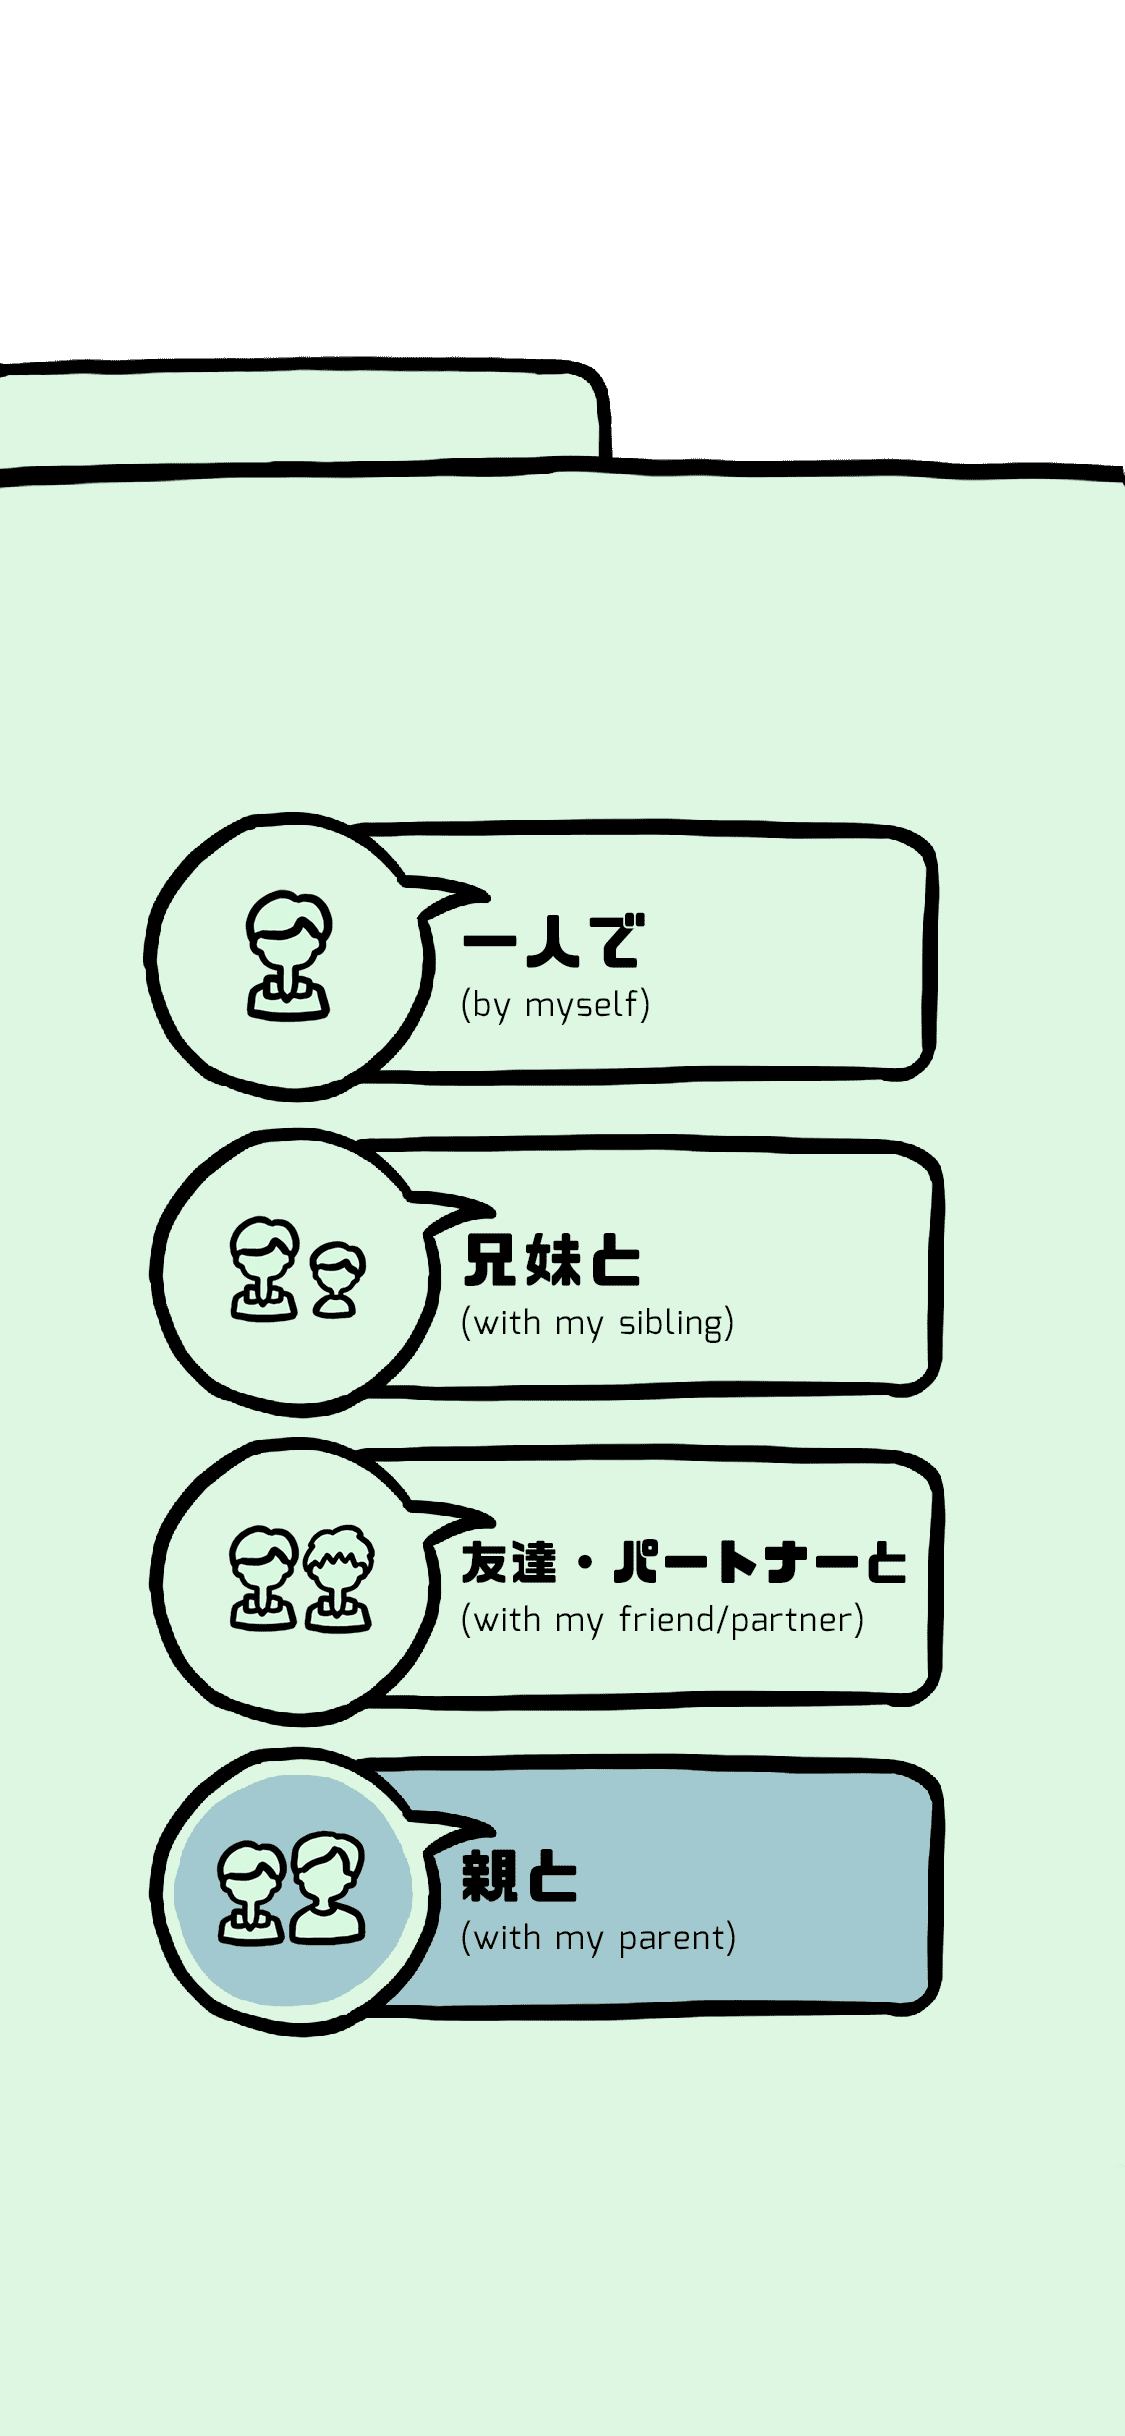 一人で
(by myself)
兄妹と
(with my sibling)
友達・パートナーと
(with my friend/partner)
親と
(with my parent)